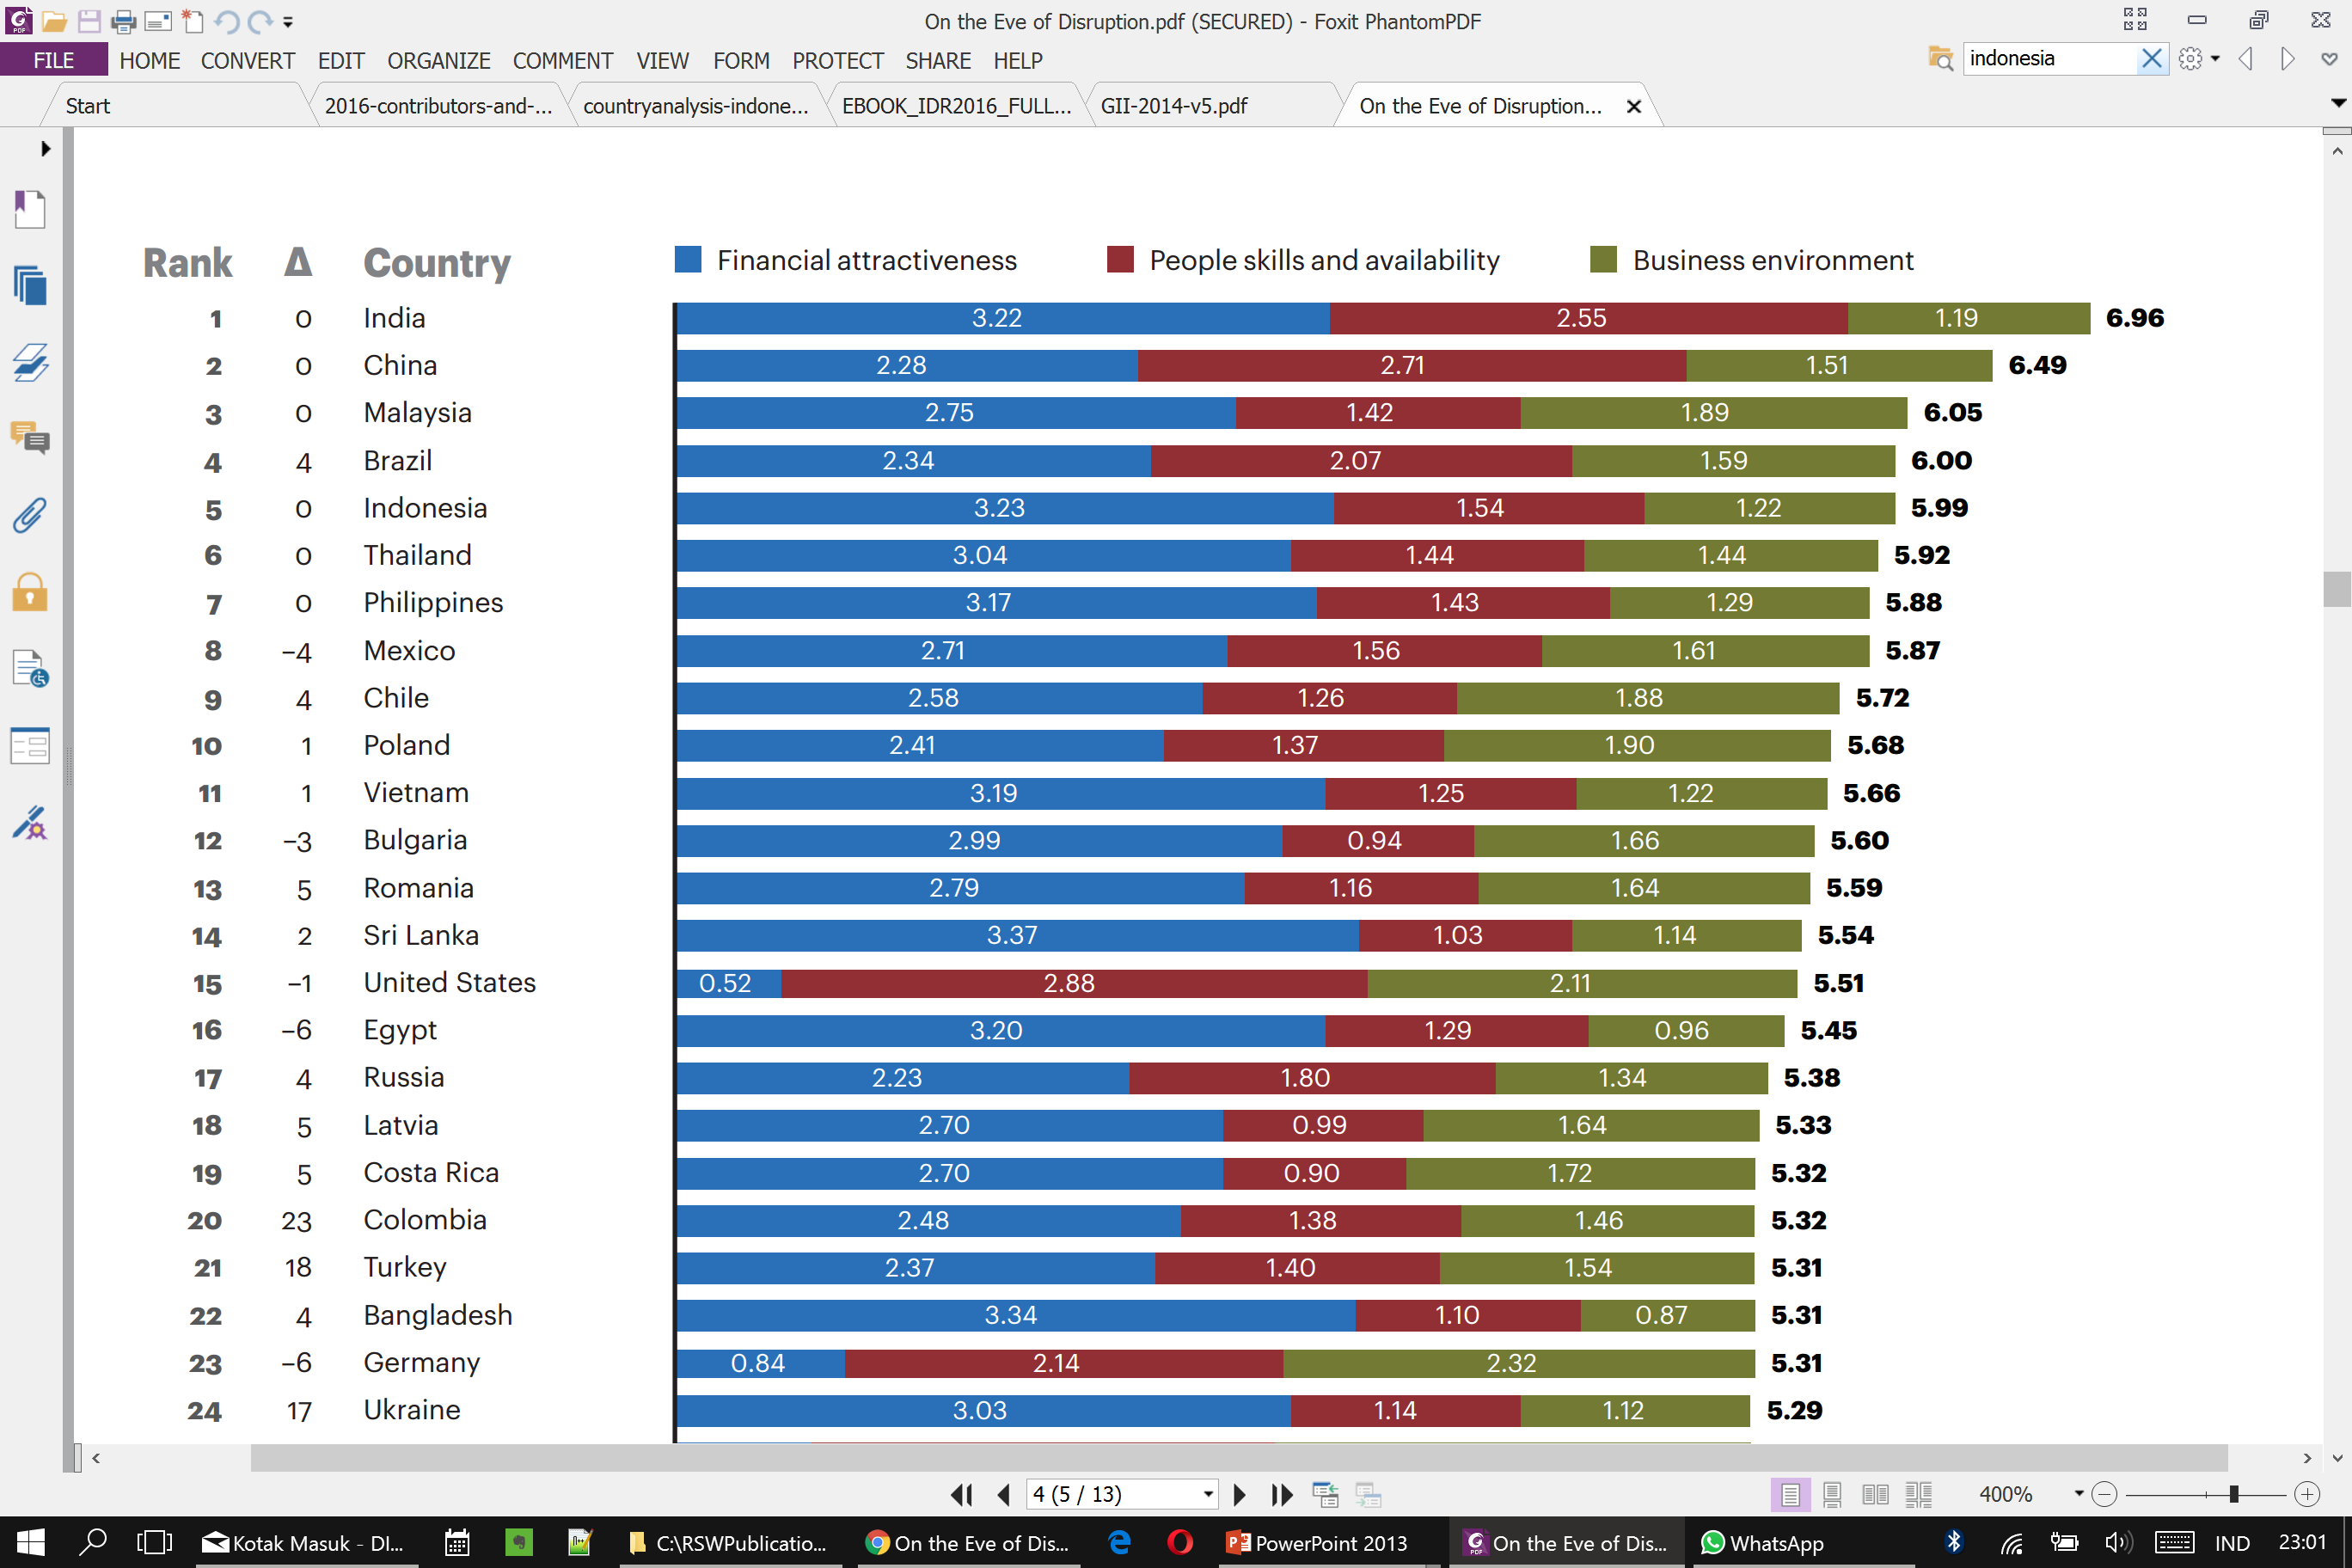 On the Eve of Disruption.pdf (SECURED) - Foxit PhantomPDF
FILE HOME CONVERT EDIT ORGANIZE COMMENT VIEW FORM PROTECT SHARE HELP indonesia
Start 2016-contributors-and-... countryanalysis-indone... EBOOK_IDR2016_FULL... GII-2014-v5.pdf On the Eve of Disruption...
Rank Δ Country Financial attractiveness People skills and availability Business environment
1 0 India 3.22 2.55 1.19 6.96
2 0 China 2.28 2.71 1.51 6.49
3 0 Malaysia 2.75 1.42 1.89 6.05
4 4 Brazil 2.34 2.07 1.59 6.00
5 0 Indonesia 3.23 1.54 1.22 5.99
6 0 Thailand 3.04 1.44 1.44 5.92
7 0 Philippines 3.17 1.43 1.29 5.88
8 −4 Mexico 2.71 1.56 1.61 5.87
9 4 Chile 2.58 1.26 1.88 5.72
10 1 Poland 2.41 1.37 1.90 5.68
11 1 Vietnam 3.19 1.25 1.22 5.66
12 −3 Bulgaria 2.99 0.94 1.66 5.60
13 5 Romania 2.79 1.16 1.64 5.59
14 2 Sri Lanka 3.37 1.03 1.14 5.54
15 −1 United States 0.52 2.88 2.11 5.51
16 −6 Egypt 3.20 1.29 0.96 5.45
17 4 Russia 2.23 1.80 1.34 5.38
18 5 Latvia 2.70 0.99 1.64 5.33
19 5 Costa Rica 2.70 0.90 1.72 5.32
20 23 Colombia 2.48 1.38 1.46 5.32
21 18 Turkey 2.37 1.40 1.54 5.31
22 4 Bangladesh 3.34 1.10 0.87 5.31
23 −6 Germany 0.84 2.14 2.32 5.31
24 17 Ukraine 3.03 1.14 1.12 5.29
4 (5 / 13) 400%
Kotak Masuk - DI... C:\RSWPublicatio... On the Eve of Dis... PowerPoint 2013 On the Eve of Dis... WhatsApp IND 23:01